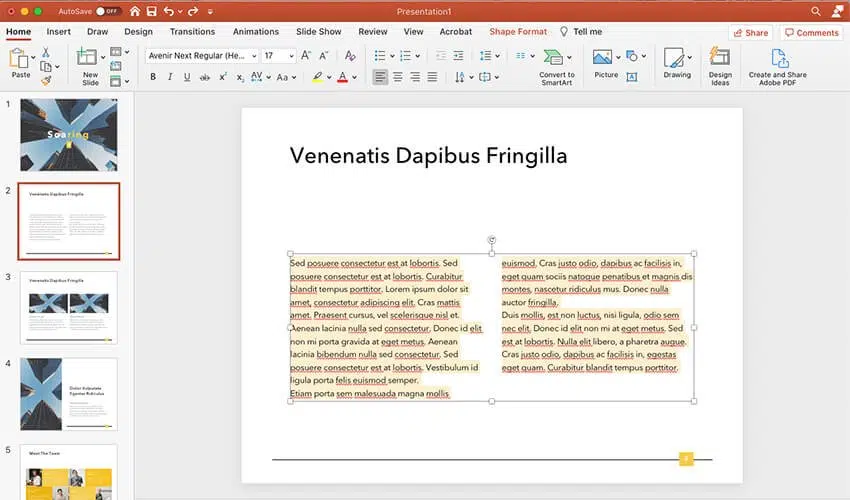 AutoSave OFF
Presentation1
Home Insert Draw Design Transitions Animations Slide Show Review View Acrobat Shape Format Tell me
Share Comments
Paste
New Slide
Avenir Next Regular (He... 17
B I U ab x² x₂ AV Aa A
Convert to SmartArt
Picture
Drawing
Design Ideas
Create and Share Adobe PDF
1
Soaring
2
Venenatis Dapibus Fringilla
3
Venenatis Dapibus Fringilla
4
Dolor Vulputate
Egestas Ridiculus
5
Meet The Team
Venenatis Dapibus Fringilla
Sed posuere consectetur est at lobortis. Sed
posuere consectetur est at lobortis. Curabitur
blandit tempus porttitor. Lorem ipsum dolor sit
amet, consectetur adipiscing elit. Cras mattis
amet. Praesent cursus, vel scelerisque nisl et.
Aenean lacinia nulla sed consectetur. Donec id elit
non mi porta gravida at eget metus. Aenean
lacinia bibendum nulla sed consectetur. Sed
posuere consectetur est at lobortis. Vestibulum id
ligula porta felis euismod semper.
Etiam porta sem malesuada magna mollis
euismod. Cras justo odio, dapibus ac facilisis in,
eget quam sociis natoque penatibus et magnis dis
montes, nascetur ridiculus mus. Donec nulla
auctor fringilla.
Duis mollis, est non luctus, nisi ligula, odio sem
nec elit. Donec id elit non mi at eget metus. Sed
est at lobortis. Nulla elit libero, a pharetra augue.
Cras justo odio, dapibus ac facilisis in, egestas
eget quam. Curabitur blandit tempus porttitor.